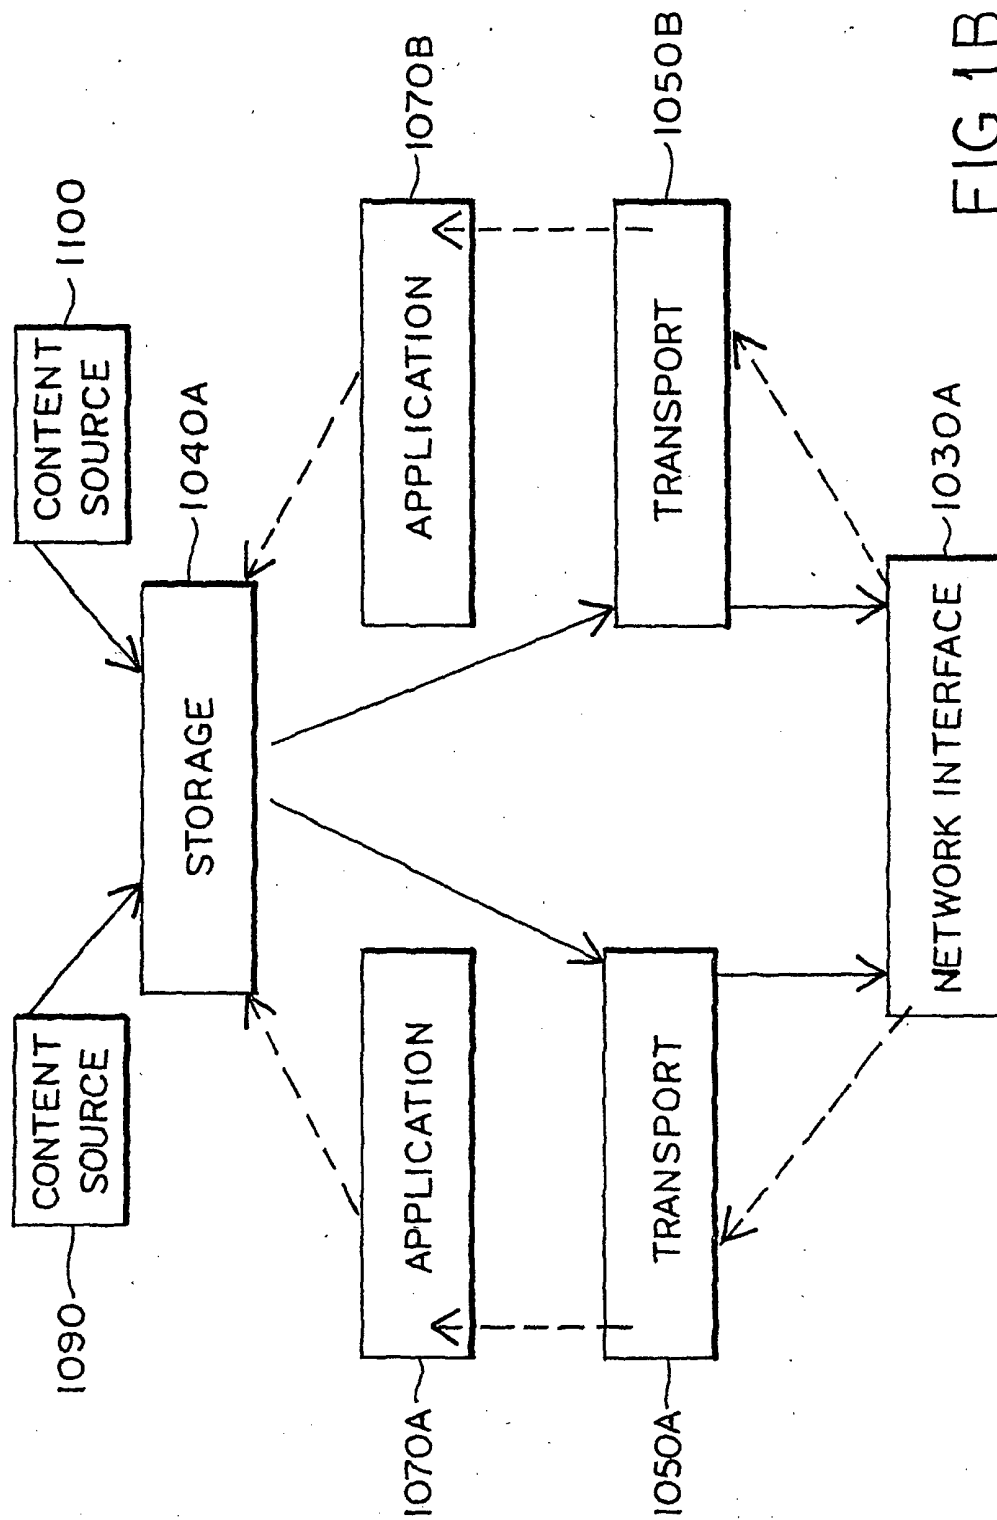 1090
CONTENT
SOURCE
CONTENT
SOURCE
1100
STORAGE
1040A
1070A
APPLICATION
APPLICATION
1070B
1050A
TRANSPORT
TRANSPORT
1050B
NETWORK INTERFACE
1030A
FIG 1B